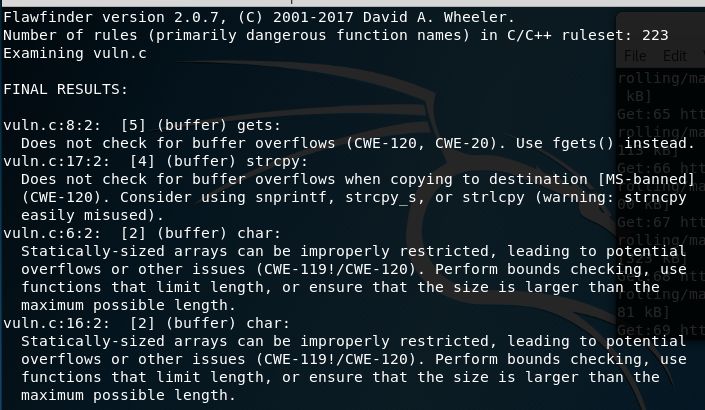 Flawfinder version 2.0.7, (C) 2001-2017 David A. Wheeler.
Number of rules (primarily dangerous function names) in C/C++ ruleset: 223
Examining vuln.c
FINAL RESULTS:
vuln.c:8:2:  [5] (buffer) gets:
  Does not check for buffer overflows (CWE-120, CWE-20). Use fgets() instead.
vuln.c:17:2:  [4] (buffer) strcpy:
  Does not check for buffer overflows when copying to destination [MS-banned]
  (CWE-120). Consider using snprintf, strcpy_s, or strlcpy (warning: strncpy
  easily misused).
vuln.c:6:2:  [2] (buffer) char:
  Statically-sized arrays can be improperly restricted, leading to potential
  overflows or other issues (CWE-119!/CWE-120). Perform bounds checking, use
  functions that limit length, or ensure that the size is larger than the
  maximum possible length.
vuln.c:16:2:  [2] (buffer) char:
  Statically-sized arrays can be improperly restricted, leading to potential
  overflows or other issues (CWE-119!/CWE-120). Perform bounds checking, use
  functions that limit length, or ensure that the size is larger than the
  maximum possible length.
File Edit
rolling/ma
kB]
Get:65 htt
rolling/ma
Get:66 htt
Get:67 htt
rolling/ma
81 kB]
Get:69 htt